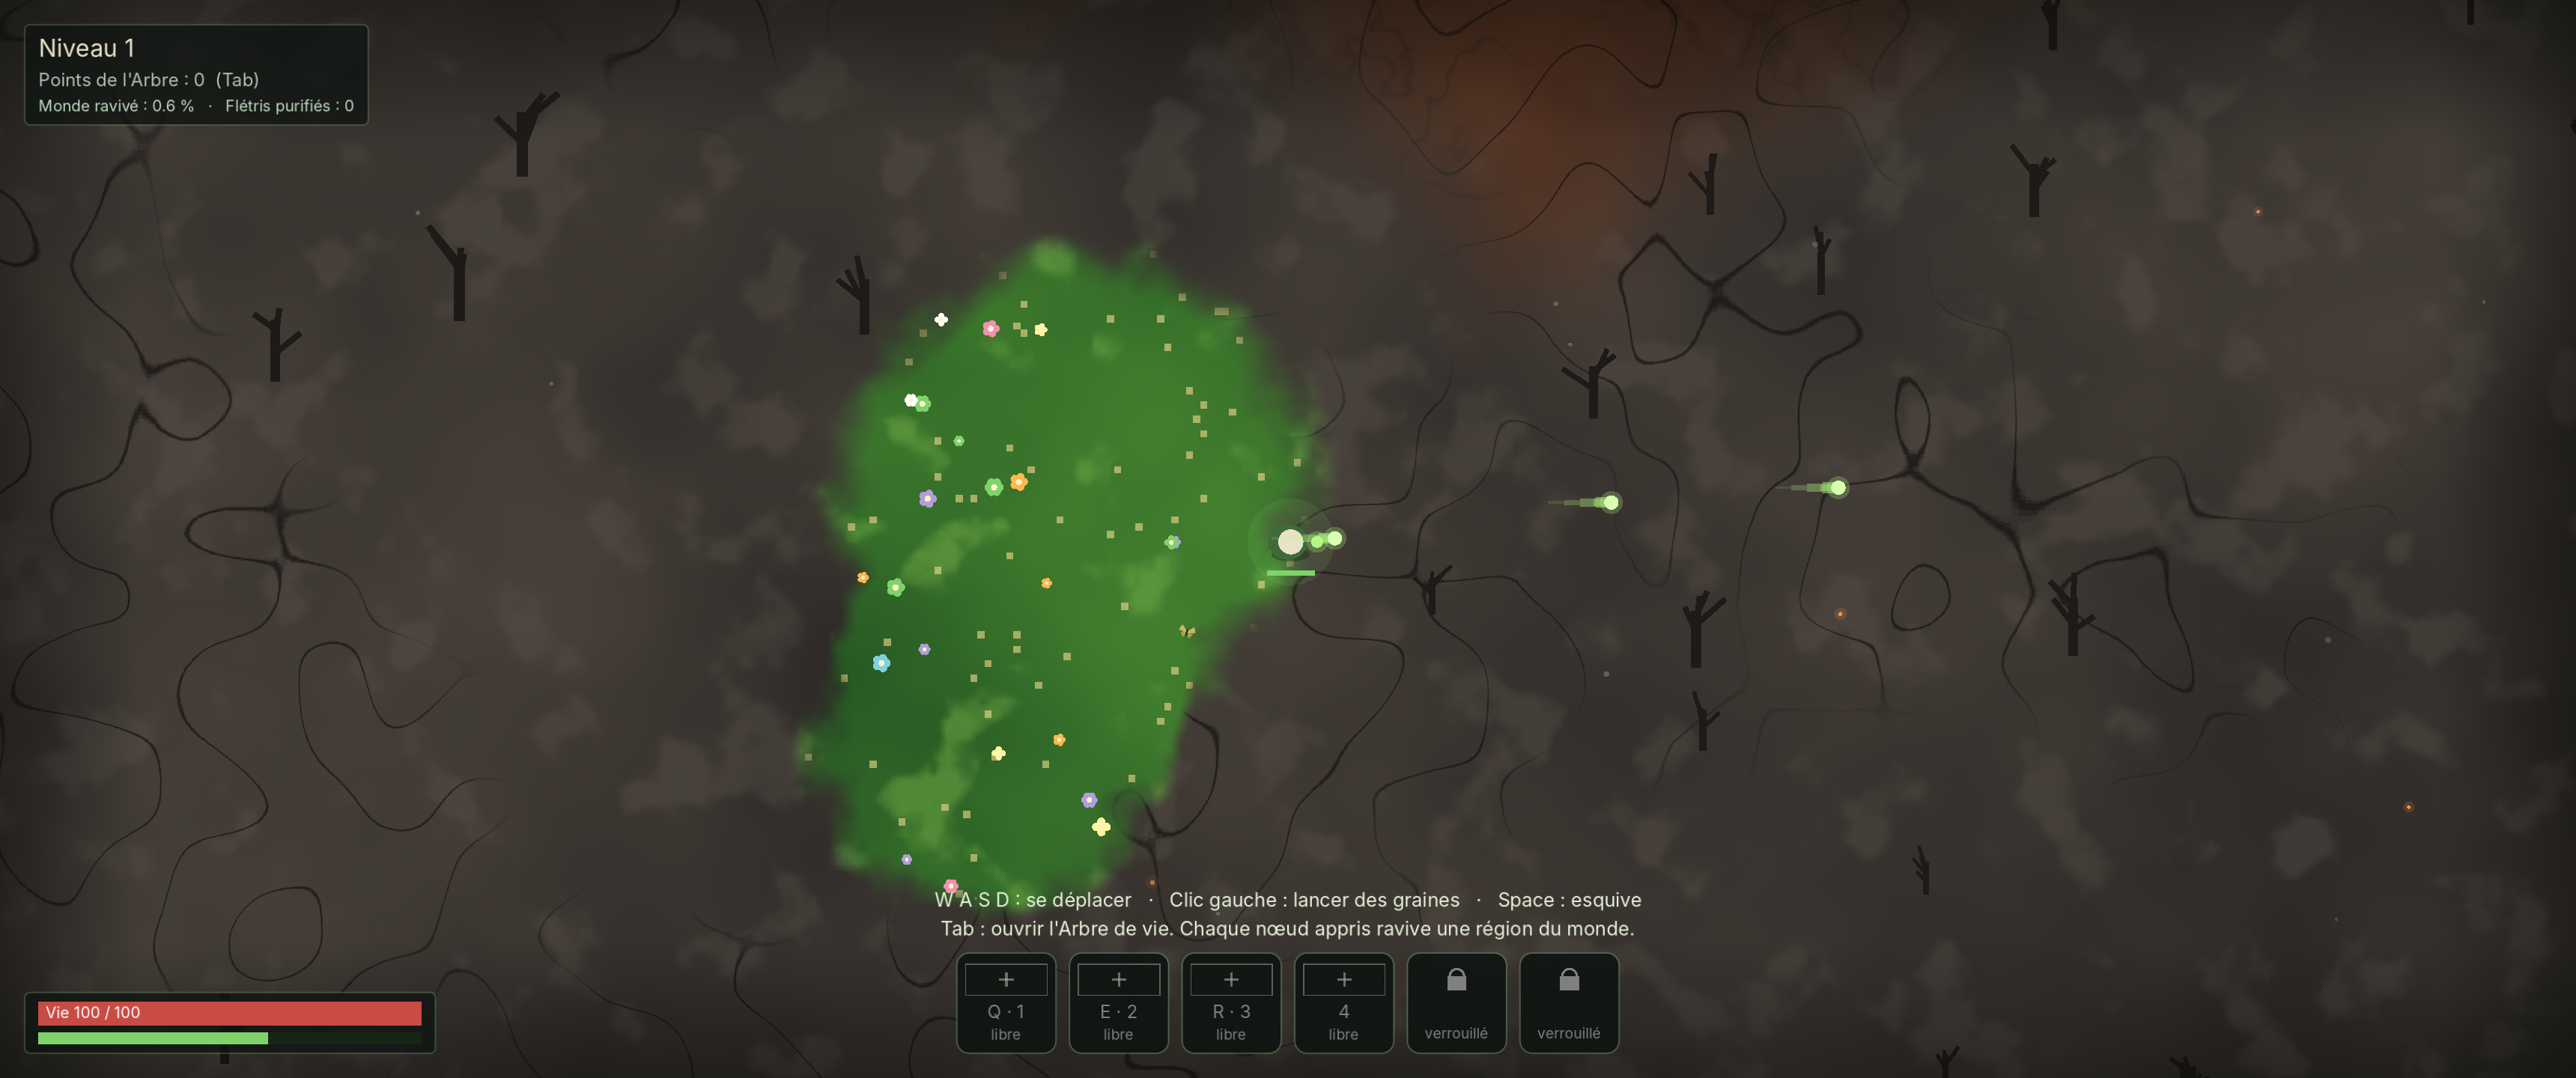 Niveau 1
Points de l'Arbre : 0 (Tab)
Monde ravivé : 0.6 % · Flétris purifiés : 0
W A S D : se déplacer · Clic gauche : lancer des graines · Space : esquive
Tab : ouvrir l'Arbre de vie. Chaque nœud appris ravive une région du monde.
Q · 1
libre
E · 2
libre
R · 3
libre
4
libre
verrouillé
verrouillé
Vie 100 / 100